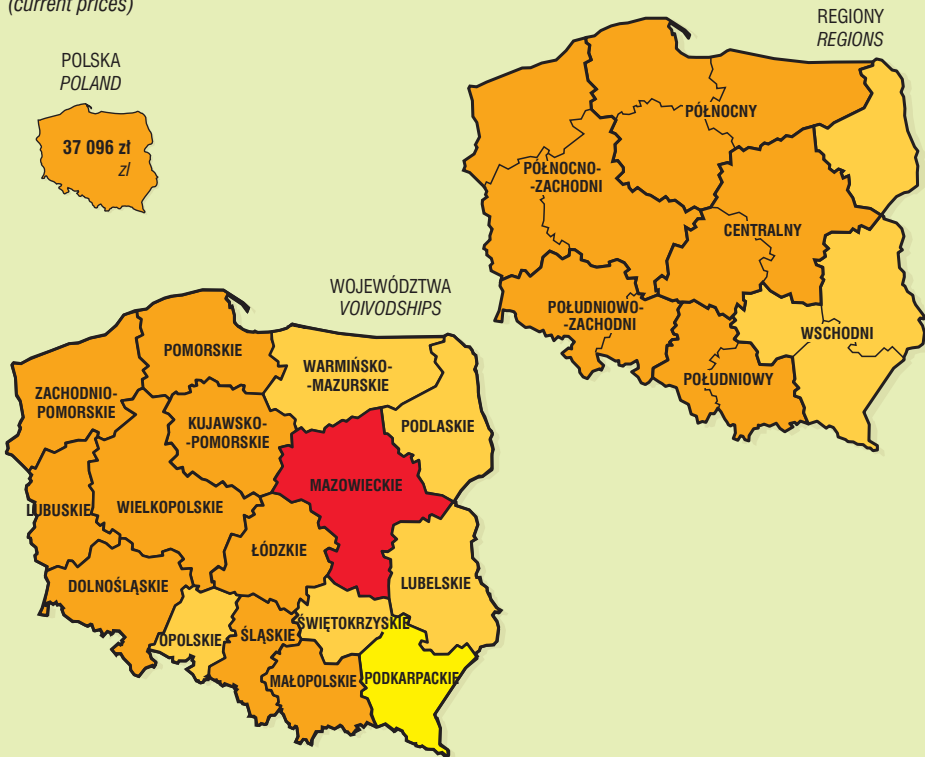 (current prices)
POLSKA
POLAND
37 096 zł
zl
REGIONY
REGIONS
PÓŁNOCNY
PÓŁNOCNO-
-ZACHODNI
CENTRALNY
POŁUDNIOWO-
-ZACHODNI
WSCHODNI
POŁUDNIOWY
WOJEWÓDZTWA
VOIVODSHIPS
POMORSKIE
WARMIŃSKO-
-MAZURSKIE
ZACHODNIO-
POMORSKIE
KUJAWSKO-
-POMORSKIE
PODLASKIE
MAZOWIECKIE
LUBUSKIE
WIELKOPOLSKIE
ŁÓDZKIE
DOLNOŚLĄSKIE
LUBELSKIE
OPOLSKIE
ŚLĄSKIE
ŚWIĘTOKRZYSKIE
MAŁOPOLSKIE
PODKARPACKIE